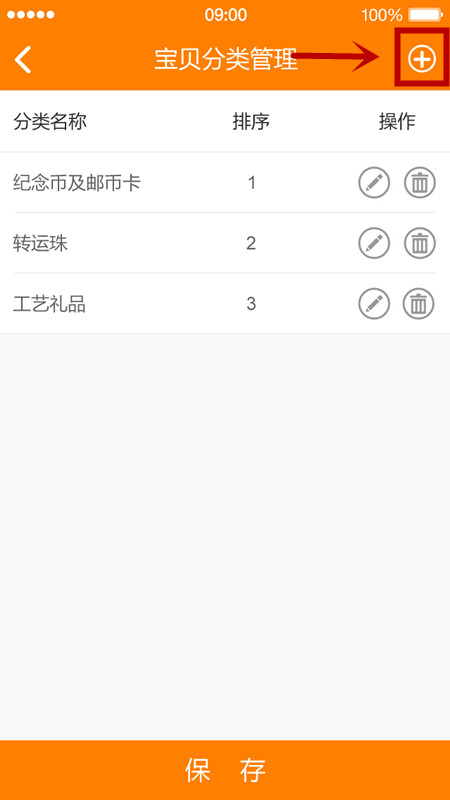 09:00 100%
宝贝分类管理
分类名称 排序 操作
纪念币及邮币卡 1
转运珠 2
工艺礼品 3
保 存